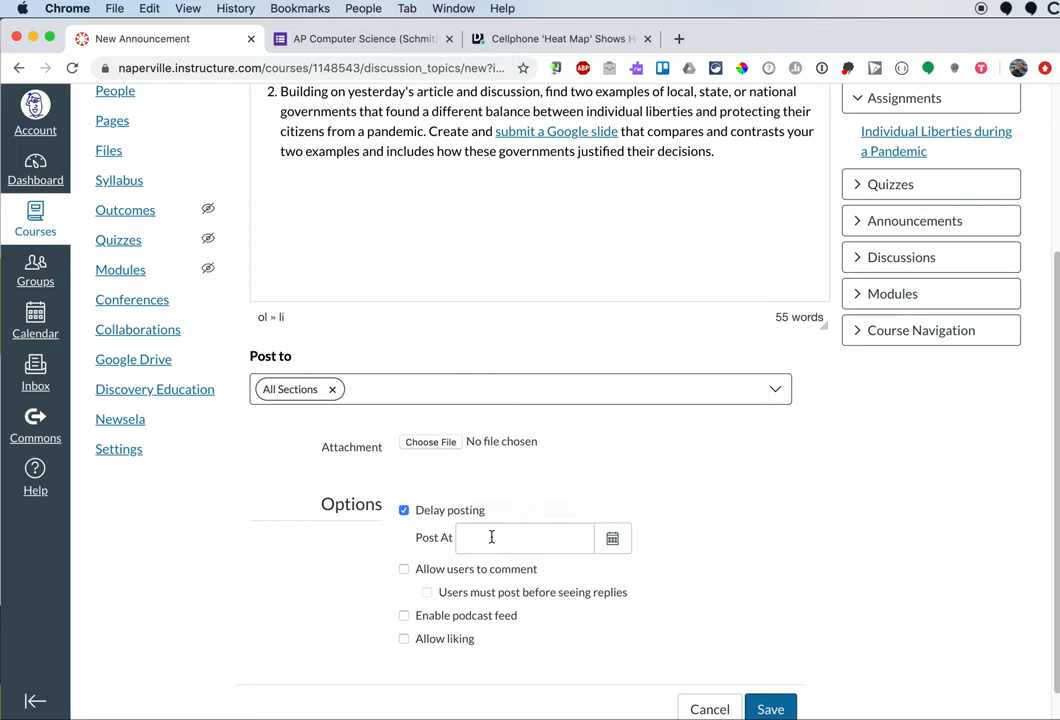 Chrome File Edit View History Bookmarks People Tab Window Help
New Announcement
AP Computer Science (Schmit
Cellphone 'Heat Map' Shows H
naperville.instructure.com/courses/1148543/discussion_topics/new?i...
ABP
Account
Dashboard
Courses
Groups
Calendar
Inbox
Commons
Help
People
Pages
Files
Syllabus
Outcomes
Quizzes
Modules
Conferences
Collaborations
Google Drive
Discovery Education
Newsela
Settings
2. Building on yesterday's article and discussion, find two examples of local, state, or national
governments that found a different balance between individual liberties and protecting their
citizens from a pandemic. Create and submit a Google slide that compares and contrasts your
two examples and includes how these governments justified their decisions.
ol » li
55 words
Post to
All Sections
Attachment
Choose File No file chosen
Options
Delay posting
Post At
Allow users to comment
Users must post before seeing replies
Enable podcast feed
Allow liking
Cancel
Save
Assignments
Individual Liberties during
a Pandemic
Quizzes
Announcements
Discussions
Modules
Course Navigation